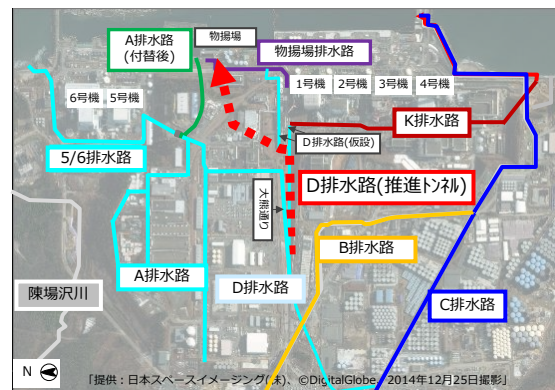 A排水路
(付替後)
物揚場
物揚場排水路
6号機
5号機
1号機
2号機
3号機
4号機
K排水路
D排水路(仮設)
5/6排水路
大熊通り
D排水路(推進トンネル)
B排水路
A排水路
D排水路
C排水路
陳場沢川
N
「提供：日本スペースイメージング(株)、©DigitalGlobe 2014年12月25日撮影」